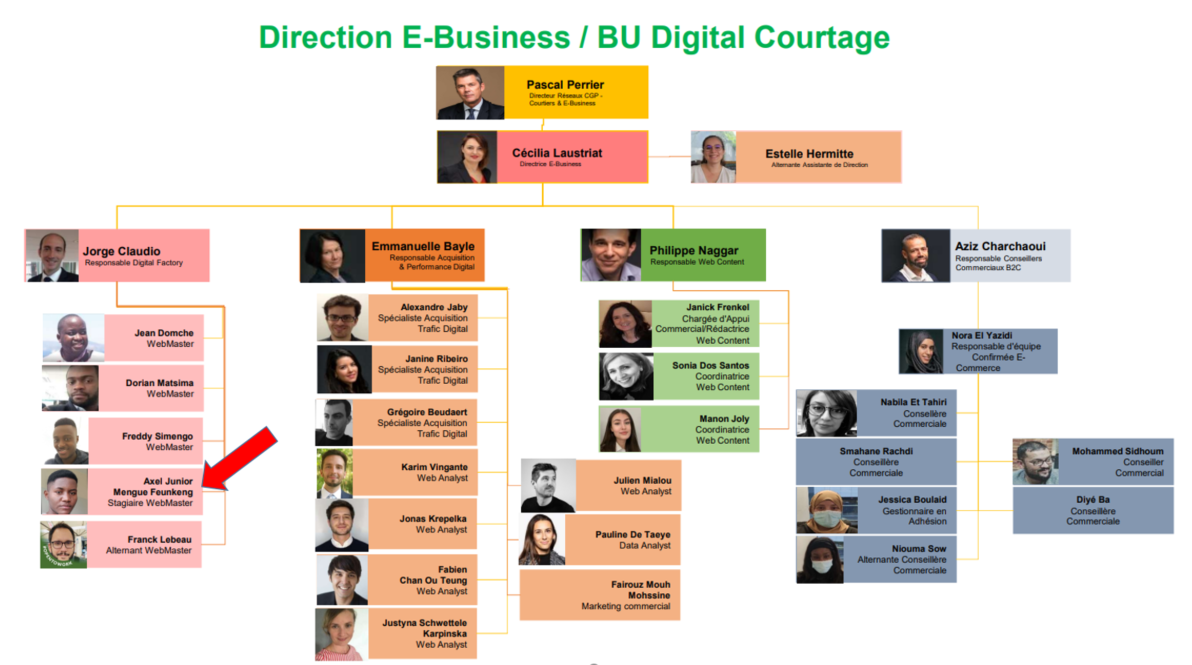 Direction E-Business / BU Digital Courtage
Pascal Perrier
Directeur Réseaux CGP -
Courtiers & E-Business
Cécilia Laustriat
Directrice E-Business
Estelle Hermitte
Alternante Assistante de Direction
Jorge Claudio
Responsable Digital Factory
Jean Domche
WebMaster
Dorian Matsima
WebMaster
Freddy Simengo
WebMaster
Axel Junior
Mengue Feunkeng
Stagiaire WebMaster
Franck Lebeau
Alternant WebMaster
Emmanuelle Bayle
Responsable Acquisition
& Performance Digital
Alexandre Jaby
Spécialiste Acquisition
Trafic Digital
Janine Ribeiro
Spécialiste Acquisition
Trafic Digital
Grégoire Beudaert
Spécialiste Acquisition
Trafic Digital
Karim Vingante
Web Analyst
Jonas Krepelka
Web Analyst
Fabien
Chan Ou Teung
Web Analyst
Justyna Schwettele
Karpinska
Web Analyst
Julien Mialou
Web Analyst
Pauline De Taeye
Data Analyst
Fairouz Mouh
Mohssine
Marketing commercial
Philippe Naggar
Responsable Web Content
Janick Frenkel
Chargée d'Appui
Commercial/Rédactrice
Web Content
Sonia Dos Santos
Coordinatrice
Web Content
Manon Joly
Coordinatrice
Web Content
Aziz Charchaoui
Responsable Conseillers
Commerciaux B2C
Nora El Yazidi
Responsable d'équipe
Confirmée E-
Commerce
Nabila Et Tahiri
Consellère
Commerciale
Smahane Rachdi
Conseillère
Commerciale
Jessica Boulaid
Gestionnaire en
Adhésion
Niouma Sow
Alternante Conseillère
Commerciale
Mohammed Sidhoum
Conseiller
Commercial
Diyé Ba
Conseillère
Commerciale